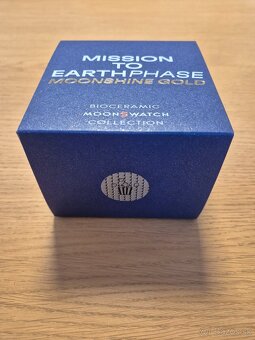 MISSION
TO
EARTHPHASE
MOONSHINE GOLD
BIOCERAMIC
MOONSWATCH
COLLECTION